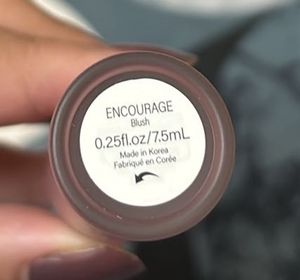 ENCOURAGE
Blush
0.25fl.oz/7.5mL
Made in Korea
Fabriqué en Corée